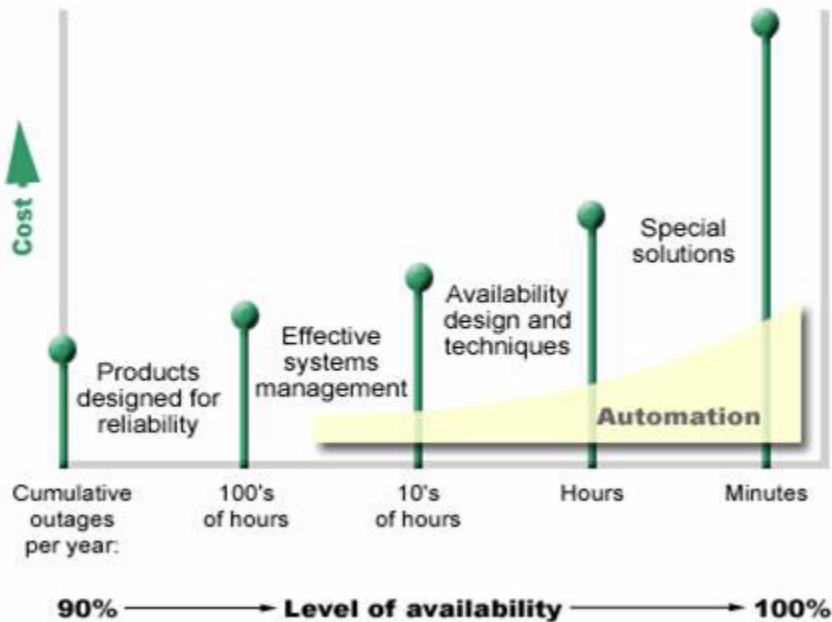 Cost
Products
designed for
reliability
Effective
systems
management
Availability
design and
techniques
Special
solutions
Automation
Cumulative
outages
per year:
100's
of hours
10's
of hours
Hours
Minutes
90% Level of availability 100%